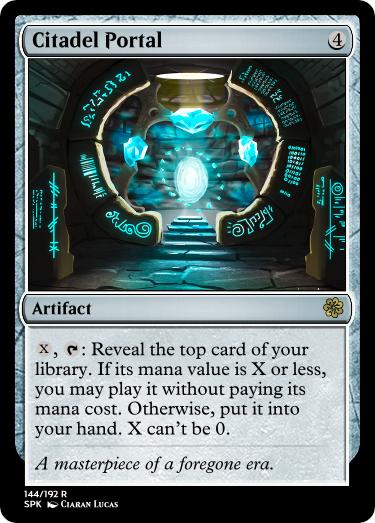 Citadel Portal 4
Artifact
X, T: Reveal the top card of your
library. If its mana value is X or less,
you may play it without paying its
mana cost. Otherwise, put it into
your hand. X can't be 0.
A masterpiece of a foregone era.
144/192 R
SPK Ciaran Lucas